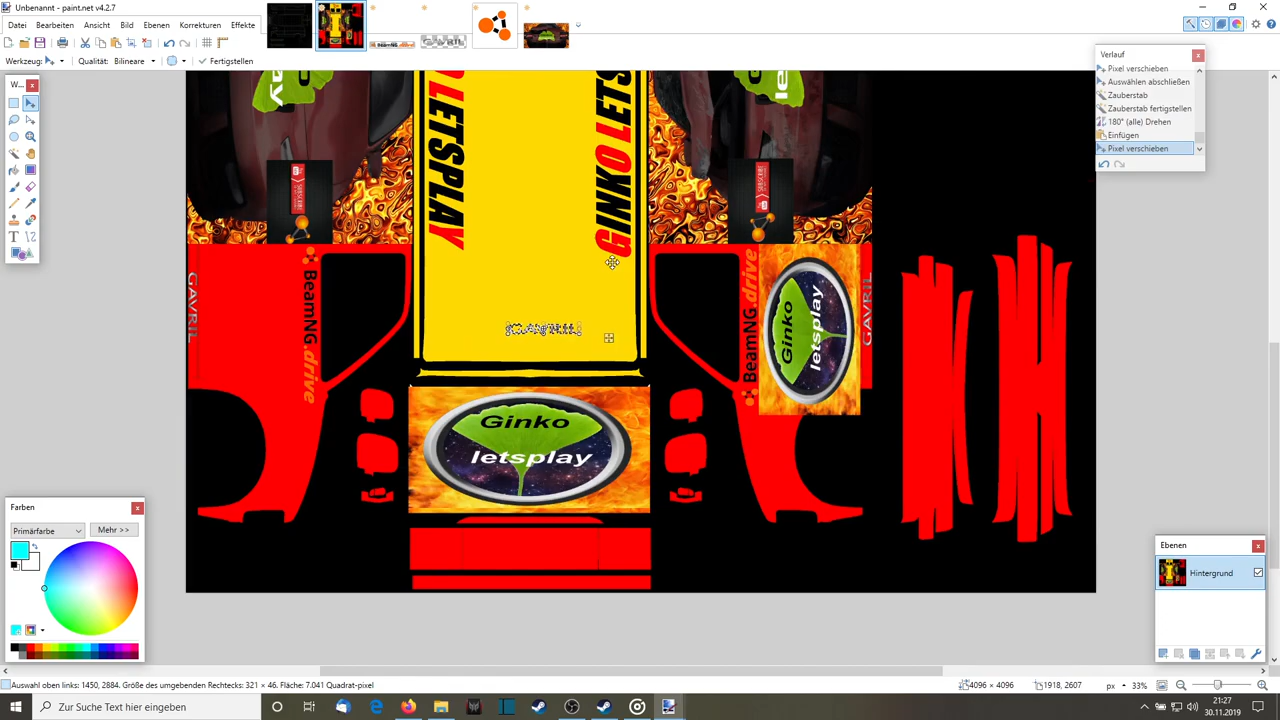 Unbenannt - paint.net v4.2.7
Datei Bearbeiten Ansicht Bild Ebenen Korrekturen Effekte
Werkzeug: Qualität: Bilineare Fertigstellen
W...
Verlauf
Pixel verschieben
Auswählen abschließen
Zauberstab
Zauberstab fertigstellen
180° (alle) Drehen
Einfügen
Pixel verschieben
LETSPLAY
GINKO LETS
SUBSCRIBE
SUBSCRIBE
GAVRIL
BeamNG.drive
GAVRIL
BeamNG.drive
Ginko
letsplay
GAVRIL
Ginko
letsplay
Farben
Primärfarbe
Mehr >>
Ebenen
Hintergrund
Auswahl oben links: 1450, 2884. Größe des umgebenden Rechtecks: 321 × 46. Fläche: 7.041 Quadrat-pixel
4096 × 4096
1918, 2607
px
33%
Zur Suche Text hier eingeben
21:27
30.11.2019